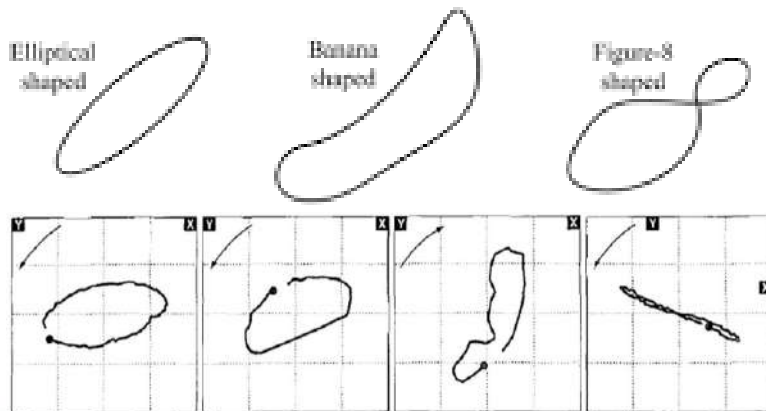 Elliptical
shaped
Banana
shaped
Figure-8
shaped
Y X
Y X
X
Y
X